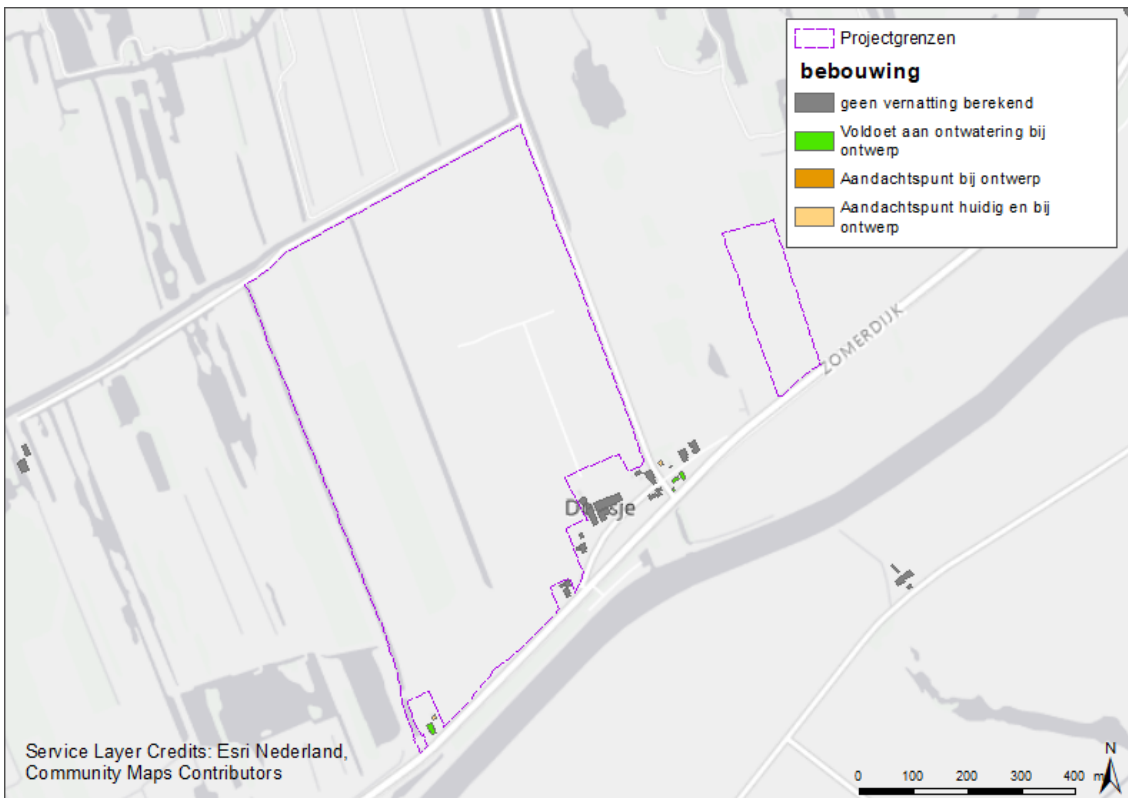 Projectgrenzen
bebouwing
geen vernatting berekend
Voldoet aan ontwatering bij
ontwerp
Aandachtspunt bij ontwerp
Aandachtspunt huidig en bij
ontwerp
ZOMERDIJK
Service Layer Credits: Esri Nederland,
Community Maps Contributors
0 100 200 300 400 m
N